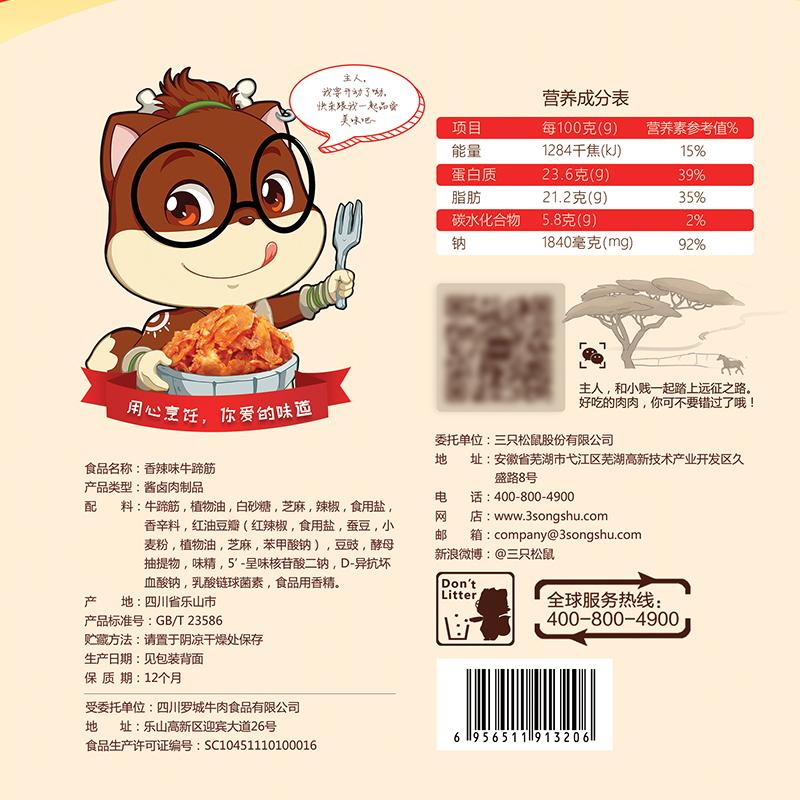 主人，
我要开动了呦，
快来跟我一起品尝
美味吧~
用心烹饪，你爱的味道
食品名称：香辣味牛蹄筋
产品类型：酱卤肉制品
配　　料：牛蹄筋，植物油，白砂糖，芝麻，辣椒，食用盐，
香辛料，红油豆瓣（红辣椒，食用盐，蚕豆，小
麦粉，植物油，芝麻，苯甲酸钠），豆豉，酵母
抽提物，味精，5’-呈味核苷酸二钠，D-异抗坏
血酸钠，乳酸链球菌素，食品用香精。
产　　地：四川省乐山市
产品标准号：GB/T 23586
贮藏方法：请置于阴凉干燥处保存
生产日期：见包装背面
保 质 期：12个月
受委托单位：四川罗城牛肉食品有限公司
地　　址：乐山高新区迎宾大道26号
食品生产许可证编号：SC10451110100016
营养成分表
项目 每100克(g) 营养素参考值%
能量 1284千焦(kJ) 15%
蛋白质 23.6克(g) 39%
脂肪 21.2克(g) 35%
碳水化合物 5.8克(g) 2%
钠 1840毫克(mg) 92%
主人，和小贱一起踏上远征之路。
好吃的肉肉，你可不要错过了哦！
委托单位：三只松鼠股份有限公司
地　　址：安徽省芜湖市弋江区芜湖高新技术产业开发区久
盛路8号
电　　话：400-800-4900
网　　店：www.3songshu.com
邮　　箱：company@3songshu.com
新浪微博：@三只松鼠
Don't
Litter
全球服务热线：
400-800-4900
6 956511 913206